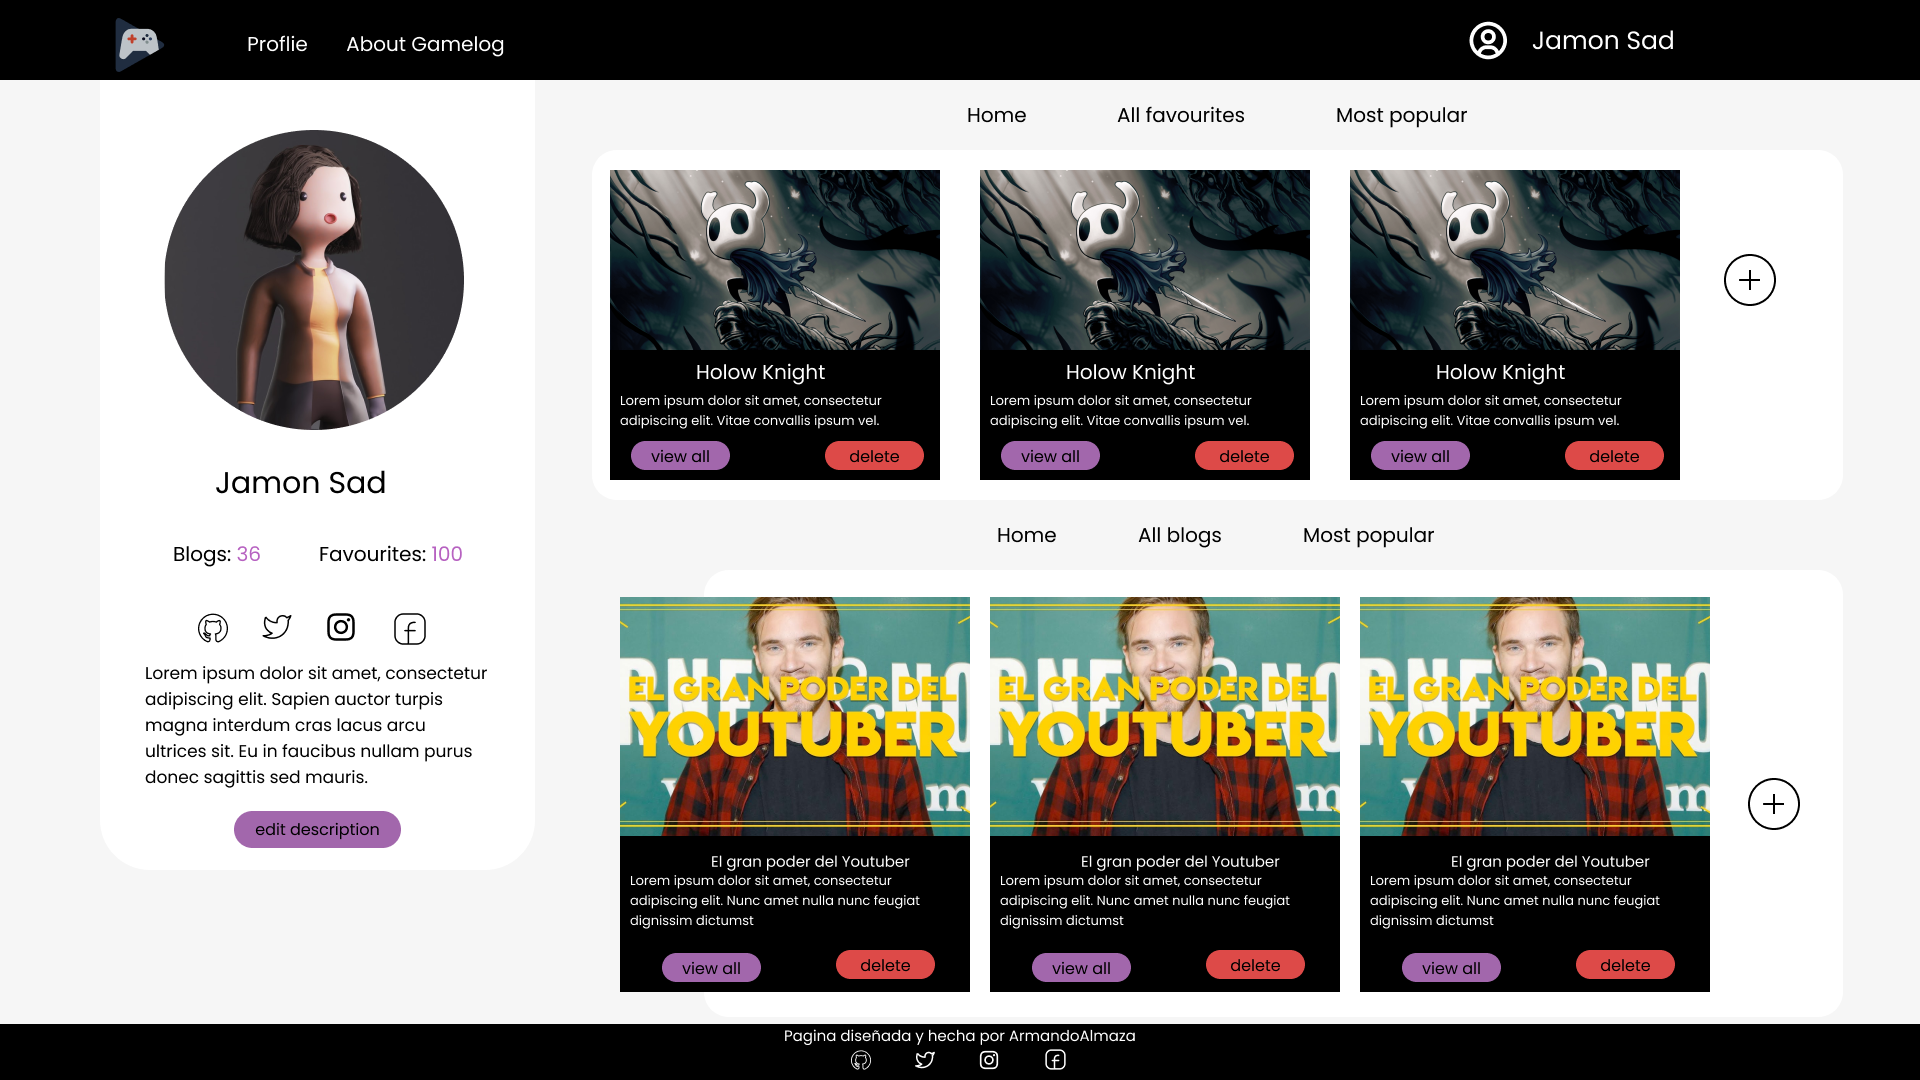 Proflie
About Gamelog
Jamon Sad
Jamon Sad
Blogs: 36
Favourites: 100
Lorem ipsum dolor sit amet, consectetur
adipiscing elit. Sapien auctor turpis
magna interdum cras lacus arcu
ultrices sit. Eu in faucibus nullam purus
donec sagittis sed mauris.
edit description
Home
All favourites
Most popular
Holow Knight
Lorem ipsum dolor sit amet, consectetur
adipiscing elit. Vitae convallis ipsum vel.
view all
delete
Holow Knight
Lorem ipsum dolor sit amet, consectetur
adipiscing elit. Vitae convallis ipsum vel.
view all
delete
Holow Knight
Lorem ipsum dolor sit amet, consectetur
adipiscing elit. Vitae convallis ipsum vel.
view all
delete
Home
All blogs
Most popular
EL GRAN PODER DEL
YOUTUBER
El gran poder del Youtuber
Lorem ipsum dolor sit amet, consectetur
adipiscing elit. Nunc amet nulla nunc feugiat
dignissim dictumst
view all
delete
EL GRAN PODER DEL
YOUTUBER
El gran poder del Youtuber
Lorem ipsum dolor sit amet, consectetur
adipiscing elit. Nunc amet nulla nunc feugiat
dignissim dictumst
view all
delete
EL GRAN PODER DEL
YOUTUBER
El gran poder del Youtuber
Lorem ipsum dolor sit amet, consectetur
adipiscing elit. Nunc amet nulla nunc feugiat
dignissim dictumst
view all
delete
Pagina diseñada y hecha por ArmandoAlmaza